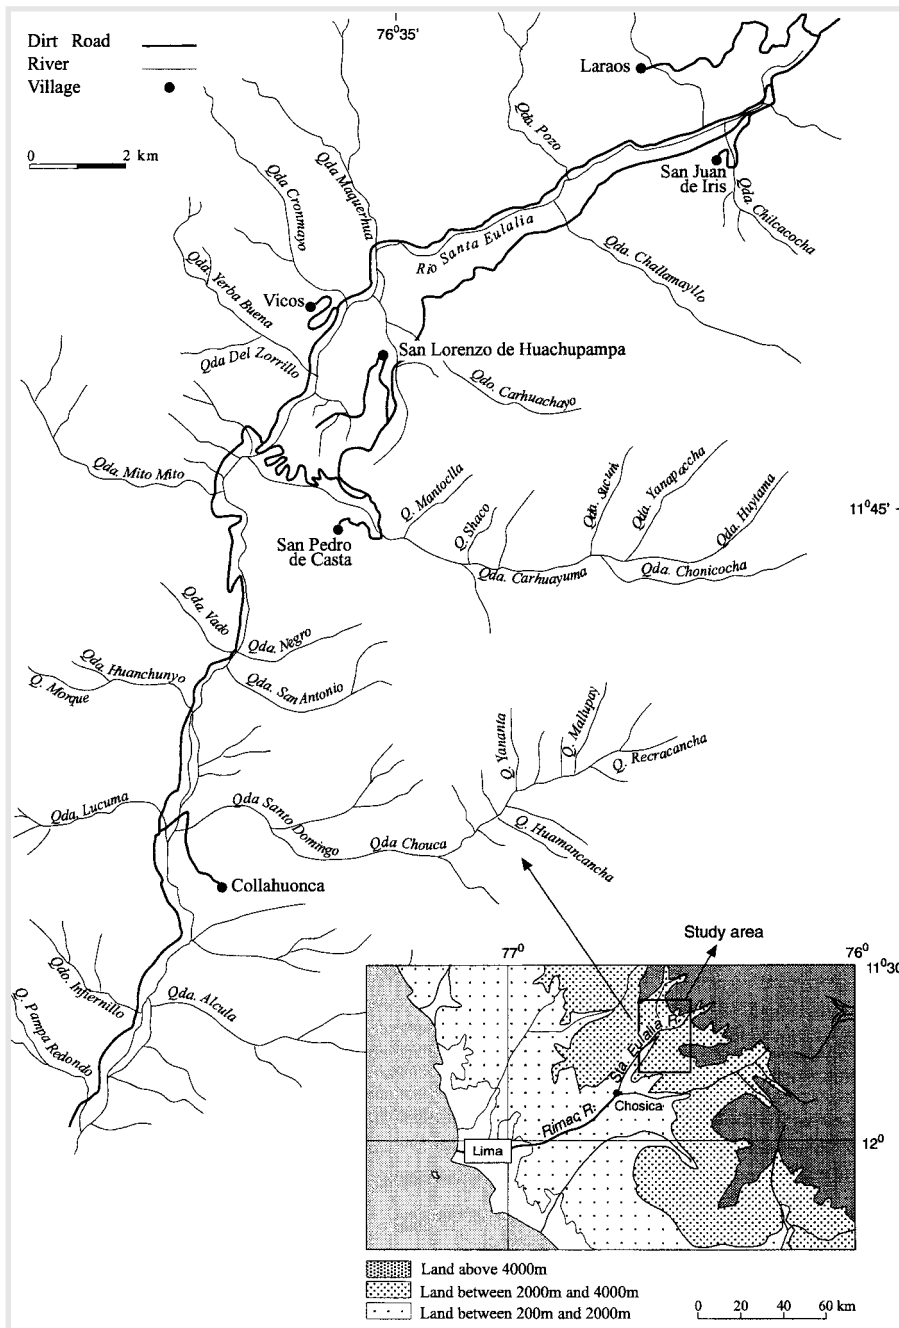 76°35'
Dirt Road
River
Village
0 2 km
Laraos
Qdo. Pozo
San Juan
de Iris
Qda. Chilcacocha
Qda Maquerhua
Qda Cronmayo
Río Santa Eulalia
Qda. Challamayllo
Qda. Yerba Buena
Vicos
Qda Del Zorrillo
San Lorenzo de Huachupampa
Qdo. Carhuachayo
Qda. Mito Mito
Q. Mantoclla
Q. Shaco
Qdo. Sucuni
Qda. Yanapaccha
Qda. Huytama
11°45'
San Pedro
de Casta
Qda. Carhuayuma
Qda. Chonicocha
Qda. Vado
Qda. Negro
Qda. Huanchunyo
Q. Morque
Qda. San Antonio
Q. Yananta
Q. Mallupay
Q. Recracancha
Qda. Lucuma
Qda Santo Domingo
Qda Chouca
Q. Huamancancha
Collahuonca
Study area
77°
76°
11°30
Qdo. Infiernillo
Qda. Alcula
Q. Pampa Redondo
Sta. Eulalia R.
Chosica
Rimac R.
Lima
12°
Land above 4000m
Land between 2000m and 4000m
Land between 200m and 2000m
0 20 40 60 km